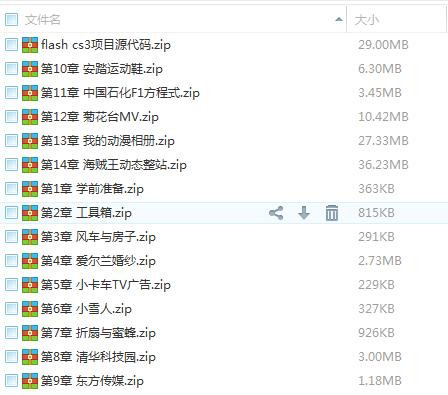 文件名 大小
flash cs3项目源代码.zip 29.00MB
第10章 安踏运动鞋.zip 6.30MB
第11章 中国石化F1方程式.zip 3.45MB
第12章 菊花台MV.zip 10.42MB
第13章 我的动漫相册.zip 27.33MB
第14章 海贼王动态整站.zip 36.23MB
第1章 学前准备.zip 363KB
第2章 工具箱.zip 815KB
第3章 风车与房子.zip 291KB
第4章 爱尔兰婚纱.zip 2.73MB
第5章 小卡车TV广告.zip 229KB
第6章 小雪人.zip 327KB
第7章 折扇与蜜蜂.zip 926KB
第8章 清华科技园.zip 3.00MB
第9章 东方传媒.zip 1.18MB